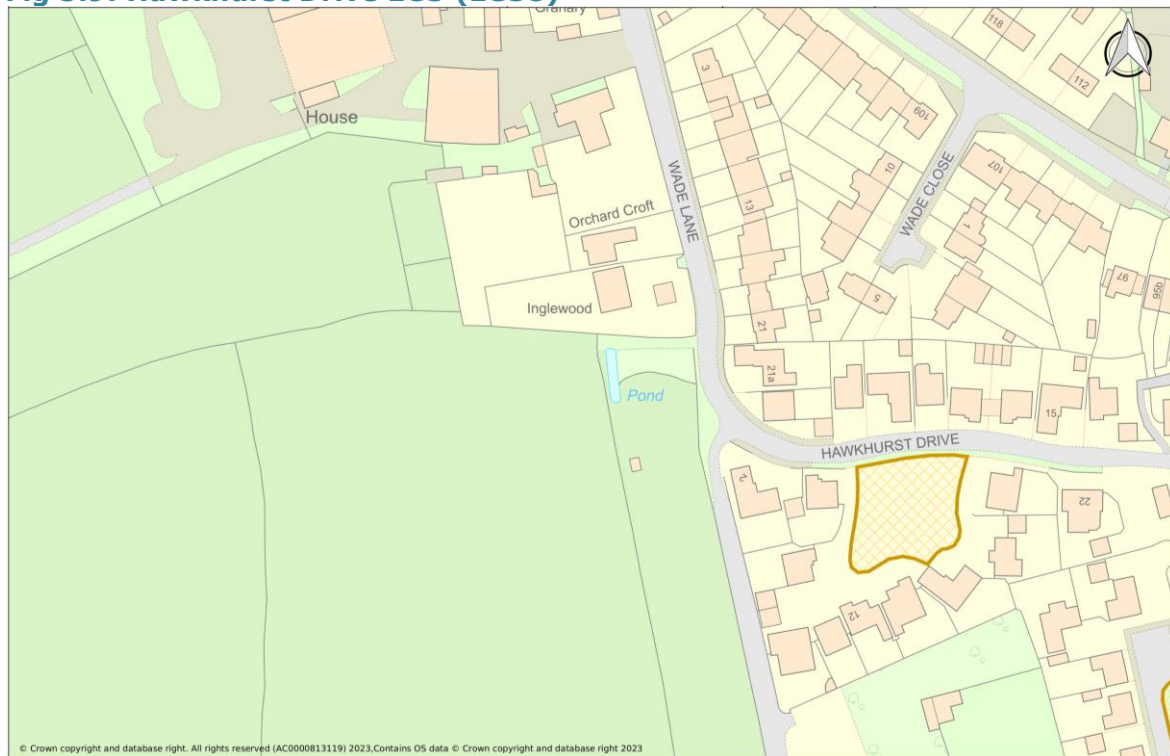 Granary
118
112
3
109
House
WADE LANE
10
107
WADE CLOSE
13
Orchard Croft
1
97
95b
5
Inglewood
21
21a
Pond
15
HAWKHURST DRIVE
2
22
12
© Crown copyright and database right. All rights reserved (AC0000813119) 2023,Contains OS data © Crown copyright and database right 2023